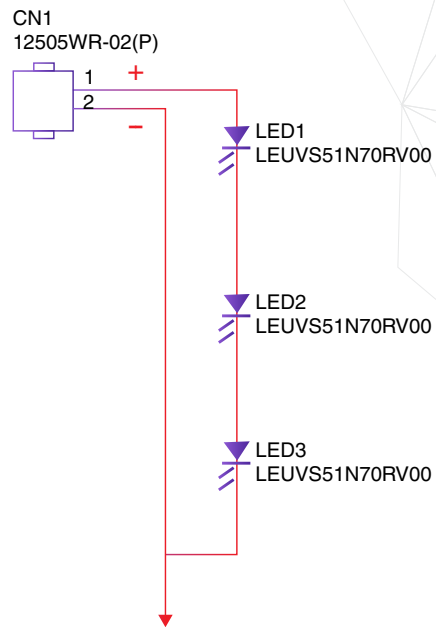 CN1
12505WR-02(P)
1 +
2
−
LED1
LEUVS51N70RV00
LED2
LEUVS51N70RV00
LED3
LEUVS51N70RV00